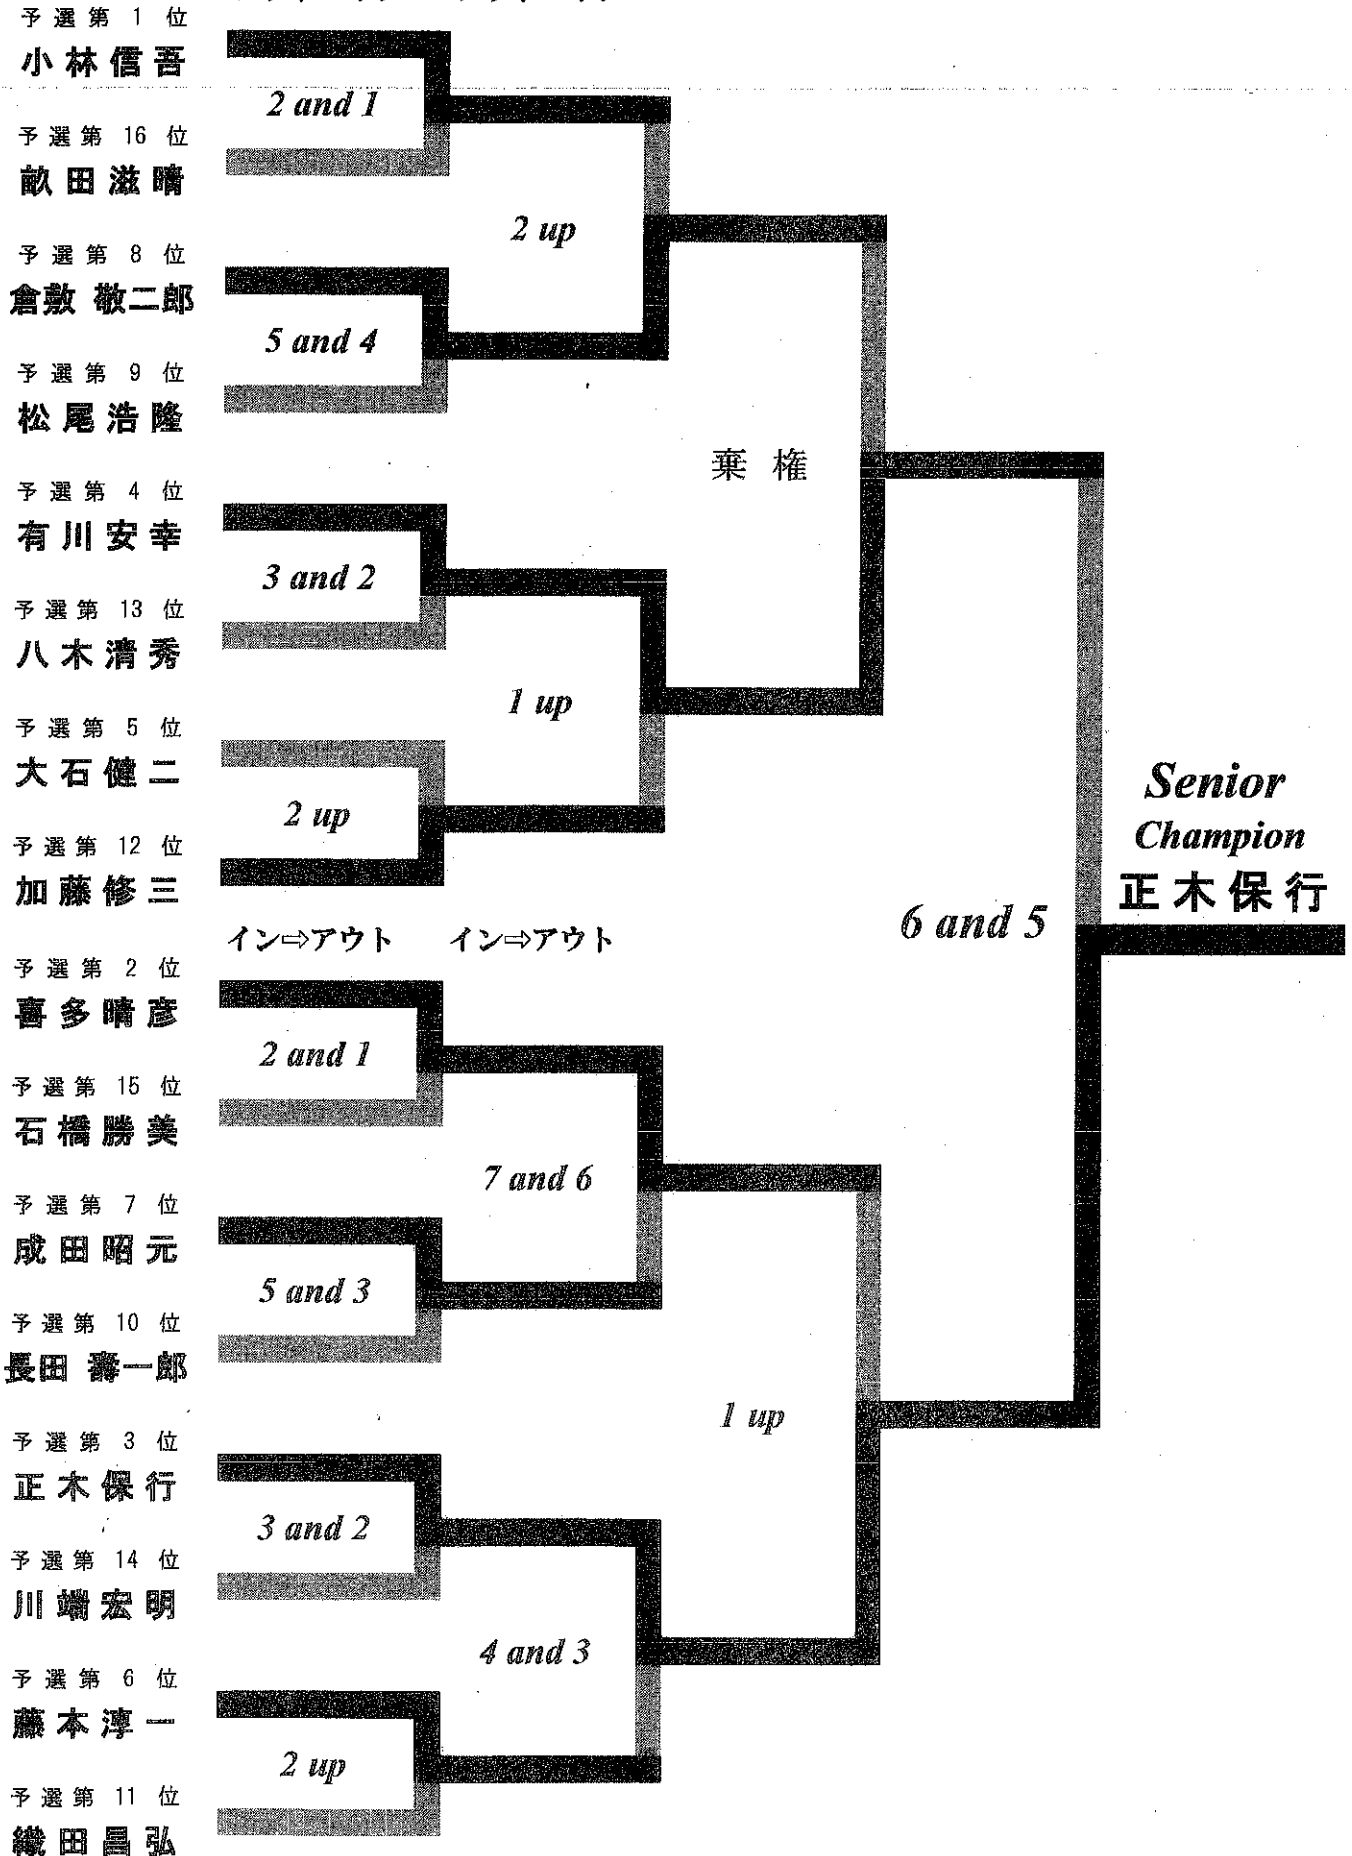 予選第 1 位
小林信吾
2 and 1
予選第 16 位
畝田滋晴
2 up
予選第 8 位
倉敷 敬二郎
5 and 4
予選第 9 位
松尾浩隆
棄 権
予選第 4 位
有川安幸
3 and 2
予選第 13 位
八木清秀
1 up
予選第 5 位
大石健二
2 up
予選第 12 位
加藤修三
Senior
Champion
正木保行
6 and 5
イン⇨アウト イン⇨アウト
予選第 2 位
喜多晴彦
2 and 1
予選第 15 位
石橋勝美
7 and 6
予選第 7 位
成田昭元
5 and 3
予選第 10 位
長田 壽一郎
1 up
予選第 3 位
正木保行
3 and 2
予選第 14 位
川端宏明
4 and 3
予選第 6 位
藤本淳一
2 up
予選第 11 位
織田昌弘